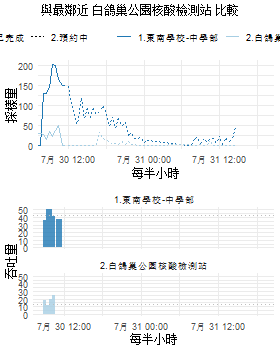 與最鄰近 白鴿巢公園核酸檢測站 比較
已完成 2.預約中 1.東南學校-中學部 2.白鴿
採樣量
200
150
100
50
0
7月 30 12:00 7月 31 00:00 7月 31 12:00
每半小時
1.東南學校-中學部
吞吐量
50
40
30
20
10
0
2.白鴿巢公園核酸檢測站
50
40
30
20
10
0
7月 30 12:00 7月 31 00:00 7月 31 12:00
每半小時